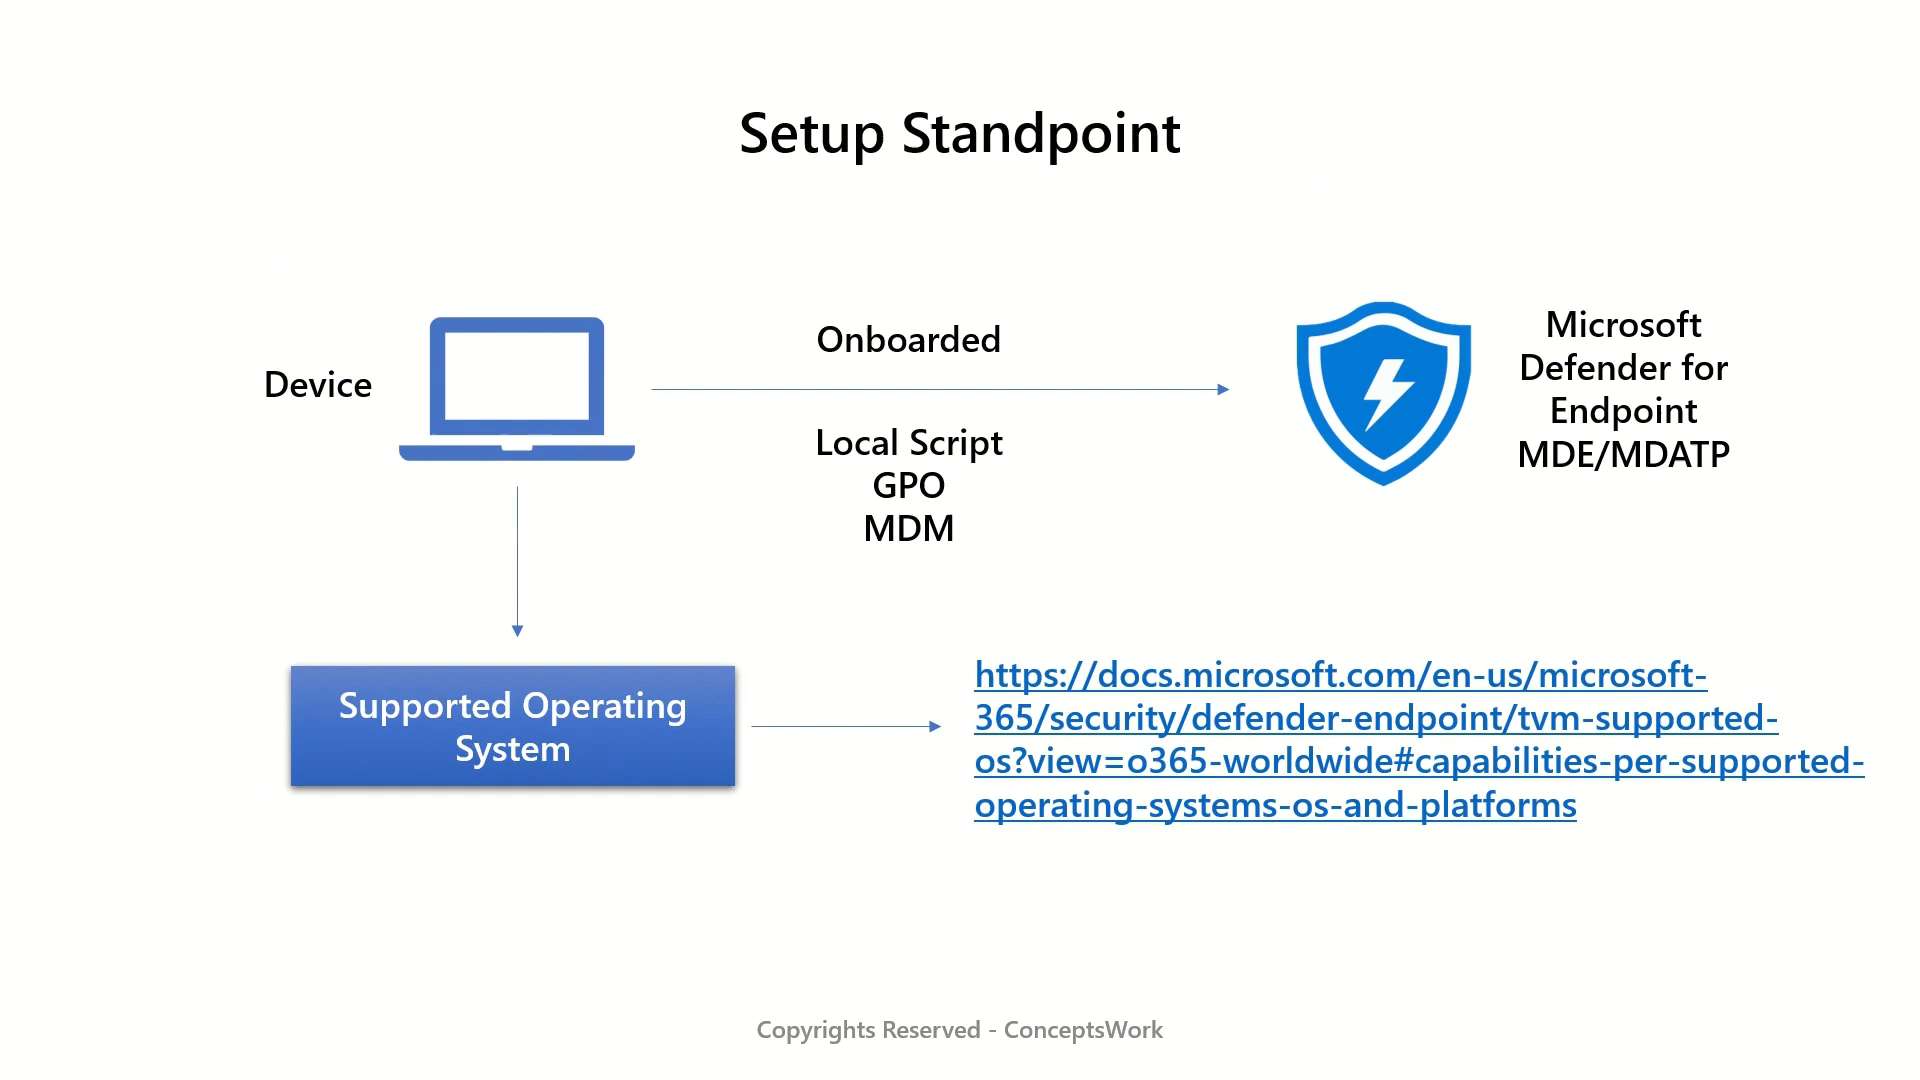 Setup Standpoint
Device
Onboarded
Local Script
GPO
MDM
Microsoft
Defender for
Endpoint
MDE/MDATP
Supported Operating
System
https://docs.microsoft.com/en-us/microsoft-
365/security/defender-endpoint/tvm-supported-
os?view=o365-worldwide#capabilities-per-supported-
operating-systems-os-and-platforms
Copyrights Reserved - ConceptsWork